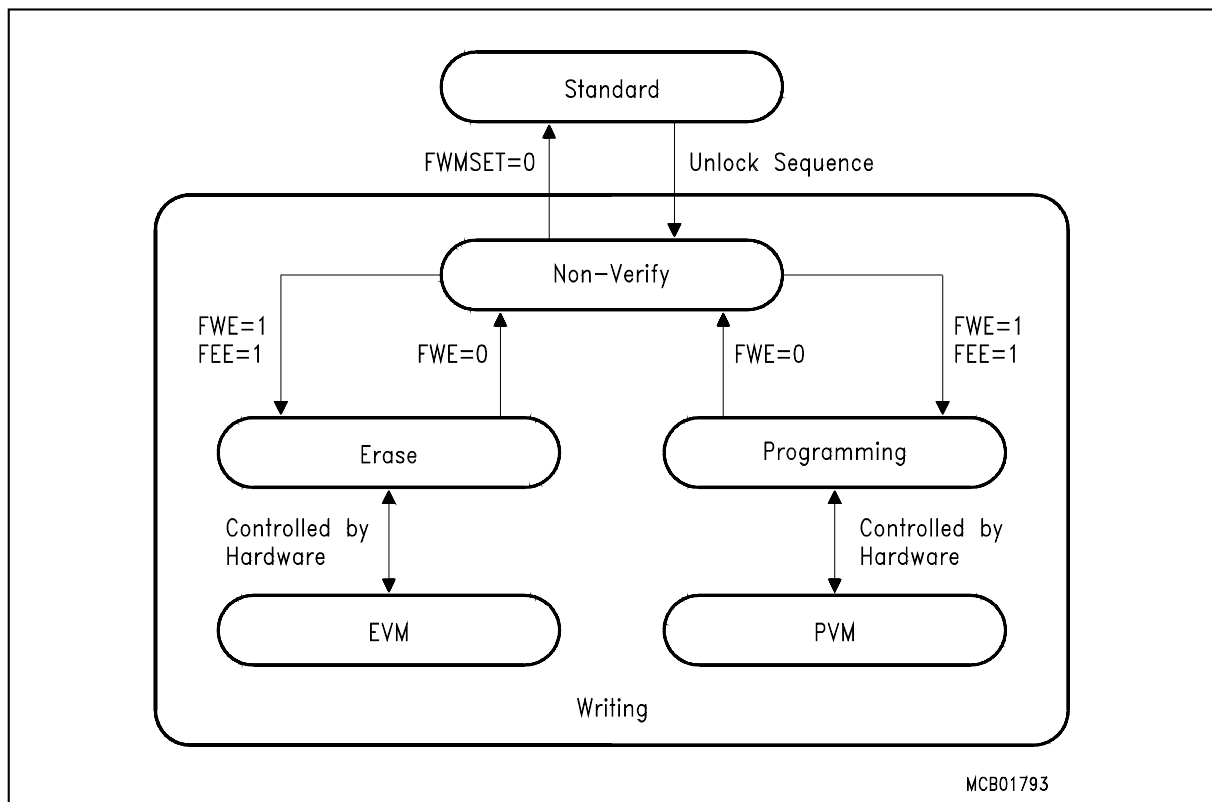 Standard
FWMSET=0
Unlock Sequence
Non-Verify
FWE=1
FEE=1
FWE=0
FWE=0
FWE=1
FEE=1
Erase
Programming
Controlled by
Hardware
Controlled by
Hardware
EVM
PVM
Writing
MCB01793